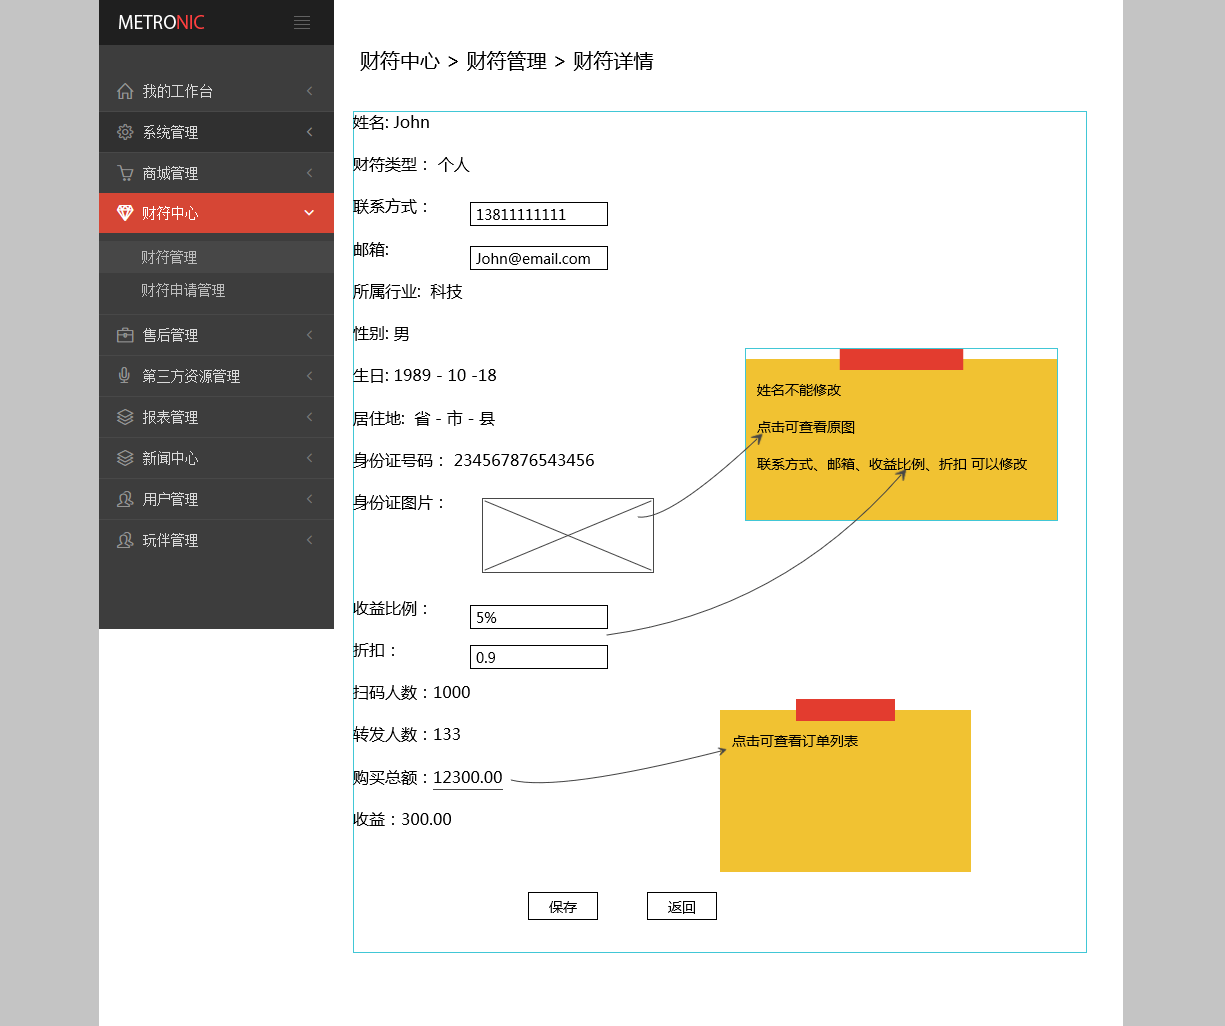 METRONIC
我的工作台
系统管理
商城管理
财符中心
财符管理
财符申请管理
售后管理
第三方资源管理
报表管理
新闻中心
用户管理
玩伴管理
财符中心 > 财符管理 > 财符详情
姓名: John
财符类型： 个人
联系方式： 13811111111
邮箱: John@email.com
所属行业: 科技
性别: 男
生日: 1989 - 10 -18
居住地: 省 - 市 - 县
身份证号码： 234567876543456
身份证图片：
收益比例： 5%
折扣： 0.9
扫码人数：1000
转发人数：133
购买总额：12300.00
收益：300.00
保存 返回
姓名不能修改
点击可查看原图
联系方式、邮箱、收益比例、折扣 可以修改
点击可查看订单列表